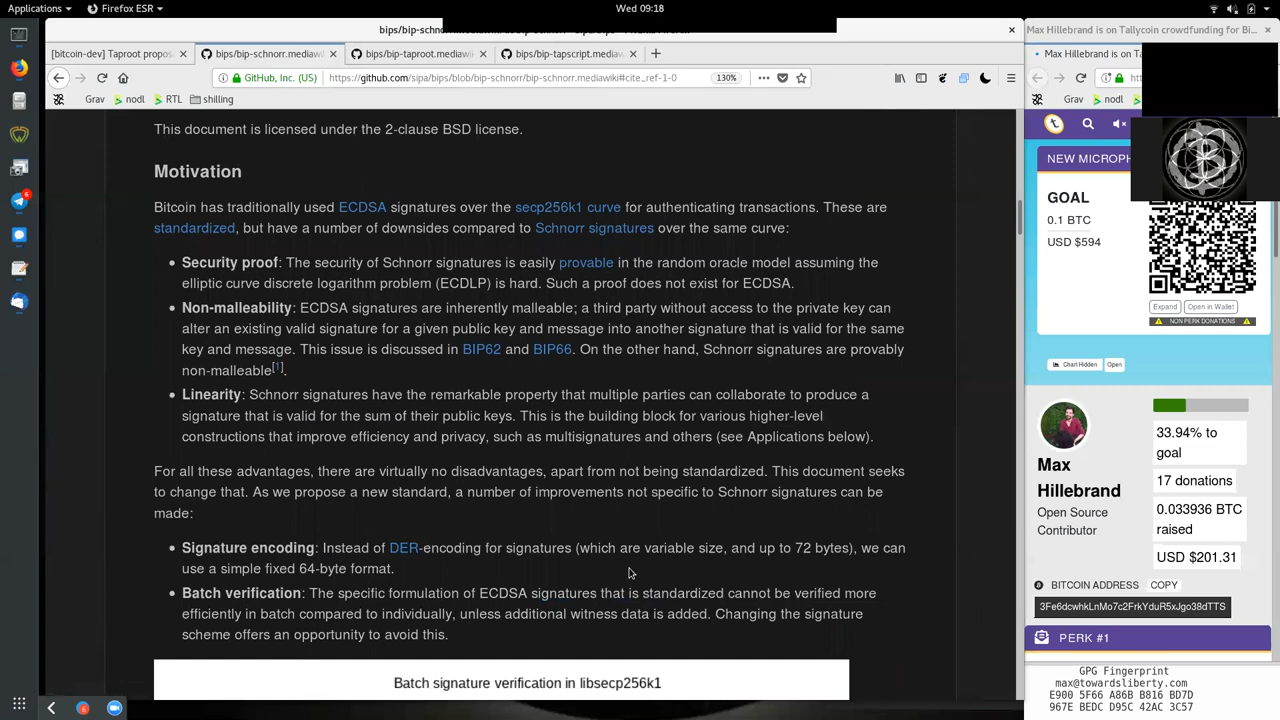 Applications
Firefox ESR
Wed 09:18
[bitcoin-dev] Taproot propos
bips/bip-schnorr.mediawi
bips/bip-taproot.mediawi
bips/bip-tapscript.mediaw
GitHub, Inc. (US)
https://github.com/sipa/bips/blob/bip-schnorr/bip-schnorr.mediawiki#cite_ref-1-0
130%
Grav
nodl
RTL
shilling
This document is licensed under the 2-clause BSD license.
Motivation
Bitcoin has traditionally used ECDSA signatures over the secp256k1 curve for authenticating transactions. These are
standardized, but have a number of downsides compared to Schnorr signatures over the same curve:
• Security proof: The security of Schnorr signatures is easily provable in the random oracle model assuming the
elliptic curve discrete logarithm problem (ECDLP) is hard. Such a proof does not exist for ECDSA.
• Non-malleability: ECDSA signatures are inherently malleable; a third party without access to the private key can
alter an existing valid signature for a given public key and message into another signature that is valid for the same
key and message. This issue is discussed in BIP62 and BIP66. On the other hand, Schnorr signatures are provably
non-malleable[1].
• Linearity: Schnorr signatures have the remarkable property that multiple parties can collaborate to produce a
signature that is valid for the sum of their public keys. This is the building block for various higher-level
constructions that improve efficiency and privacy, such as multisignatures and others (see Applications below).
For all these advantages, there are virtually no disadvantages, apart from not being standardized. This document seeks
to change that. As we propose a new standard, a number of improvements not specific to Schnorr signatures can be
made:
• Signature encoding: Instead of DER-encoding for signatures (which are variable size, and up to 72 bytes), we can
use a simple fixed 64-byte format.
• Batch verification: The specific formulation of ECDSA signatures that is standardized cannot be verified more
efficiently in batch compared to individually, unless additional witness data is added. Changing the signature
scheme offers an opportunity to avoid this.
Batch signature verification in libsecp256k1
Max Hillebrand is on Tallycoin crowdfunding for Bi…
Max Hillebrand is on Ta
Grav
nodl
NEW MICROPH
GOAL
0.1 BTC
USD $594
Expand
Open in Wallet
NON PERK DONATIONS
Chart Hidden
Open
Max
Hillebrand
Open Source
Contributor
33.94% to
goal
17 donations
0.033936 BTC
raised
USD $201.31
BITCOIN ADDRESS
COPY
3Fe6dcwhkLnMo7c2FrkYduR5xJgo38dTTS
PERK #1
GPG Fingerprint
max@towardsliberty.com
E900 5F66 A86B B816 BD7D
967E BEDC D95C 42AC 3C57